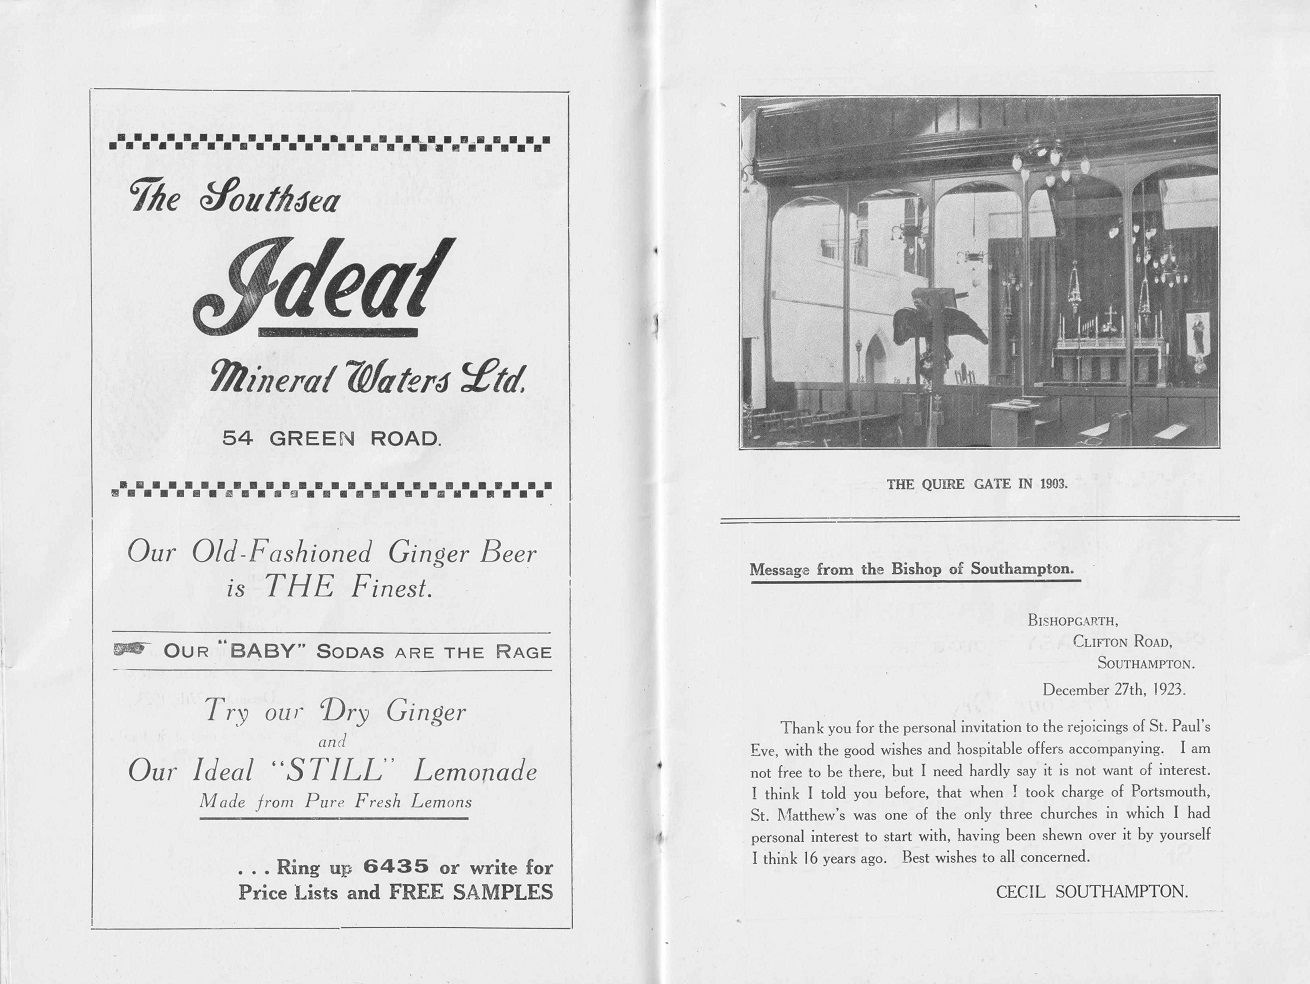 The Southsea
Ideal
Mineral Waters Ltd.
54 GREEN ROAD.
Our Old-Fashioned Ginger Beer
is THE Finest.
OUR "BABY" SODAS ARE THE RAGE
Try our Dry Ginger
and
Our Ideal "STILL" Lemonade
Made from Pure Fresh Lemons
. . . Ring up 6435 or write for
Price Lists and FREE SAMPLES
THE QUIRE GATE IN 1903.
Message from the Bishop of Southampton.
BISHOPGARTH,
CLIFTON ROAD,
SOUTHAMPTON.
December 27th, 1923.
Thank you for the personal invitation to the rejoicings of St. Paul's
Eve, with the good wishes and hospitable offers accompanying. I am
not free to be there, but I need hardly say it is not want of interest.
I think I told you before, that when I took charge of Portsmouth,
St. Matthew's was one of the only three churches in which I had
personal interest to start with, having been shewn over it by yourself
I think 16 years ago. Best wishes to all concerned.
CECIL SOUTHAMPTON.